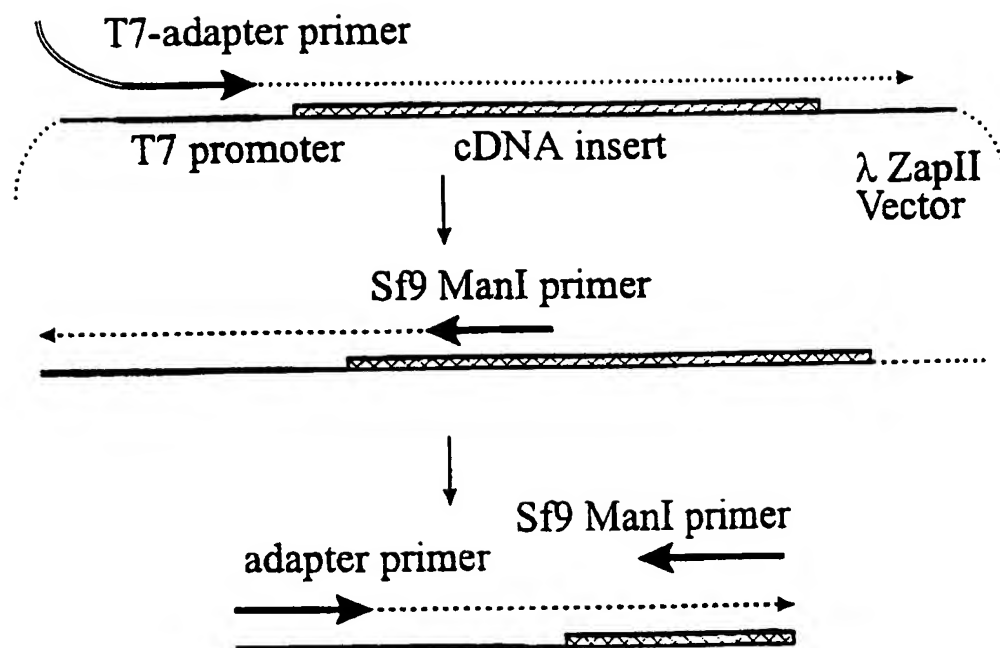 T7-adapter primer
T7 promoter
cDNA insert
λ ZapII
Vector
Sf9 ManI primer
Sf9 ManI primer
adapter primer